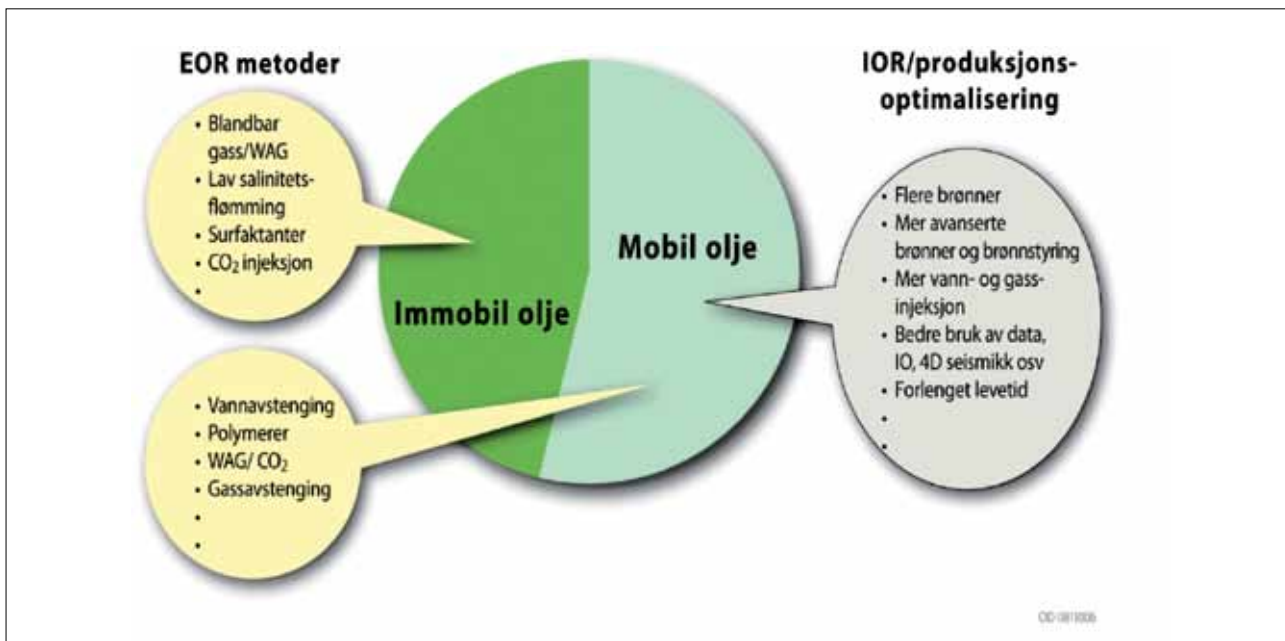 EOR metoder
• Blandbar
gass/WAG
• Lav salinitets-
flømming
• Surfaktanter
• CO₂ injeksjon
•
• Vannavstenging
• Polymerer
• WAG/ CO₂
• Gassavstenging
•
•
Immobil olje
Mobil olje
IOR/produksjons-
optimalisering
• Flere brønner
• Mer avanserte
brønner og brønnstyring
• Mer vann- og gass-
injeksjon
• Bedre bruk av data,
IO, 4D seismikk osv
• Forlenget levetid
•
•